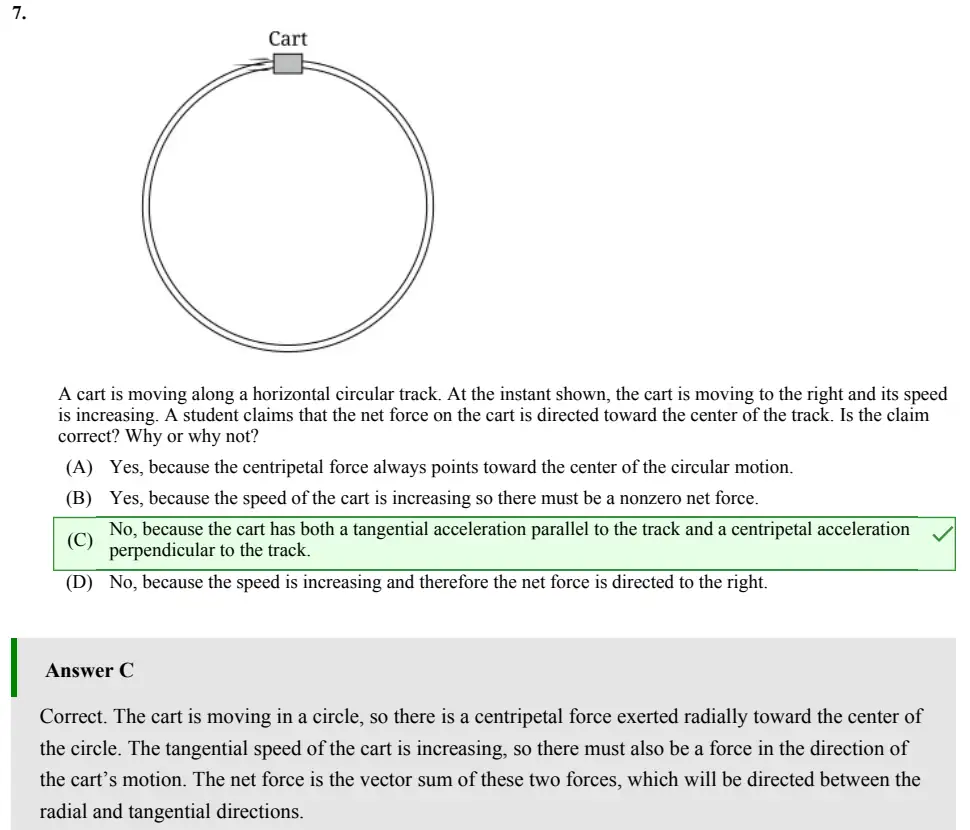 7.
Cart
A cart is moving along a horizontal circular track. At the instant shown, the cart is moving to the right and its speed
is increasing. A student claims that the net force on the cart is directed toward the center of the track. Is the claim
correct? Why or why not?
(A) Yes, because the centripetal force always points toward the center of the circular motion.
(B) Yes, because the speed of the cart is increasing so there must be a nonzero net force.
(C) No, because the cart has both a tangential acceleration parallel to the track and a centripetal acceleration
perpendicular to the track.
(D) No, because the speed is increasing and therefore the net force is directed to the right.
Answer C
Correct. The cart is moving in a circle, so there is a centripetal force exerted radially toward the center of
the circle. The tangential speed of the cart is increasing, so there must also be a force in the direction of
the cart’s motion. The net force is the vector sum of these two forces, which will be directed between the
radial and tangential directions.